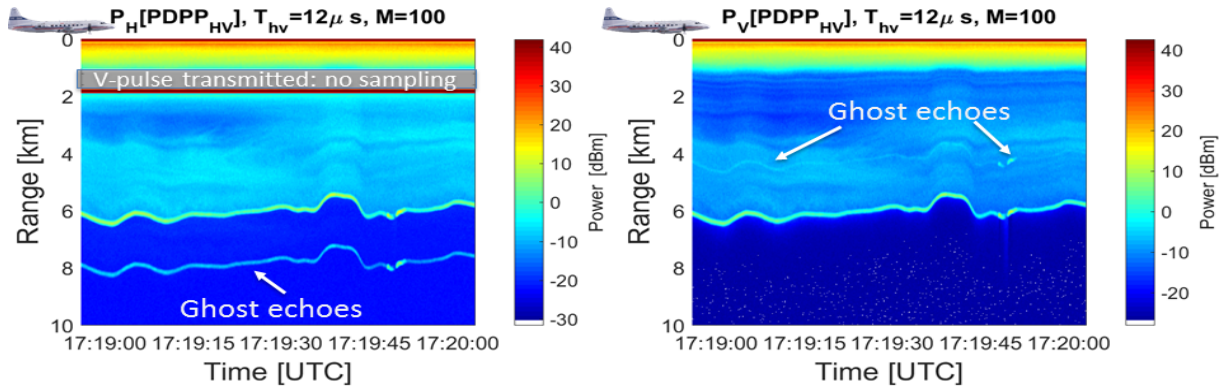 P_H[PDPP_HV], T_hv=12μ s, M=100
0
2
4
6
8
10
Range [km]
V-pulse transmitted: no sampling
Ghost echoes
17:19:00 17:19:15 17:19:30 17:19:45 17:20:00
Time [UTC]
40
30
20
10
0
-10
-20
-30
Power [dBm]
P_V[PDPP_HV], T_hv=12μ s, M=100
0
2
4
6
8
10
Range [km]
Ghost echoes
17:19:00 17:19:15 17:19:30 17:19:45 17:20:00
Time [UTC]
40
30
20
10
0
-10
-20
Power [dBm]